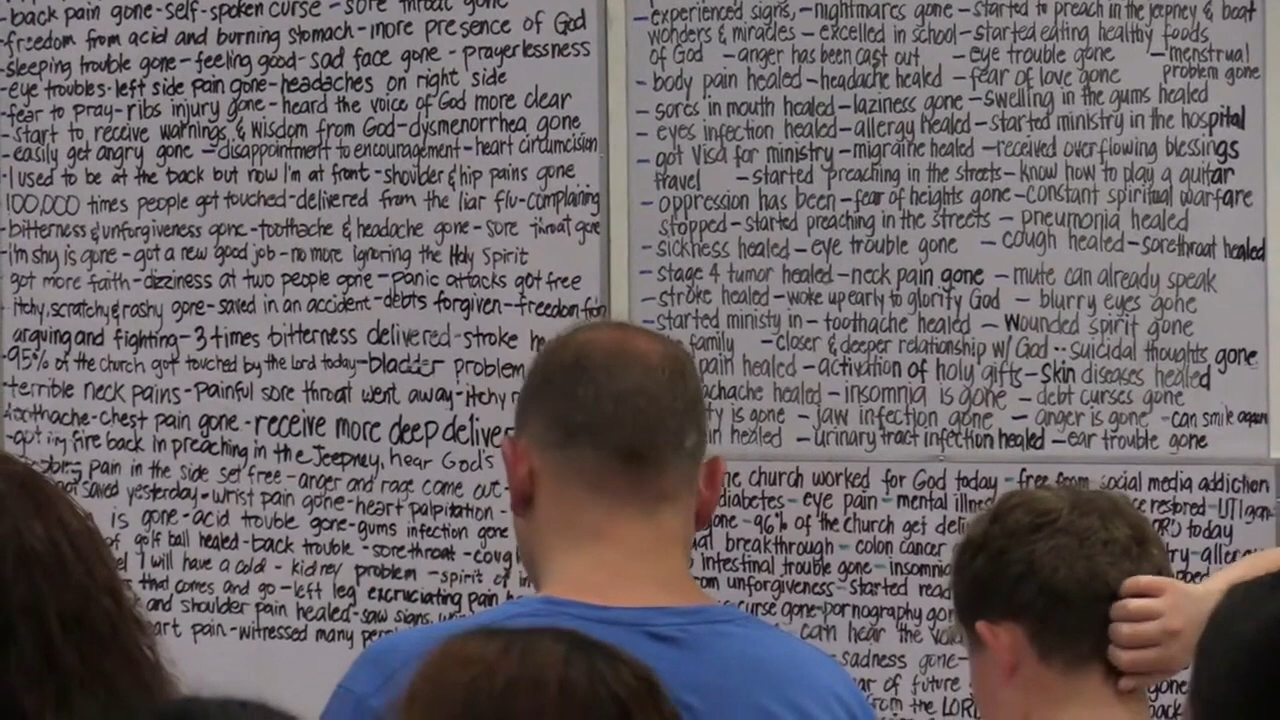 -back pain gone-self-spoken curse - sore throat gone
-freedom from acid and burning stomach-more presence of God
-sleeping trouble gone-feeling good-sad face gone - prayerlessness
-eye troubles-left side pain gone-headaches on right side
-fear to pray-ribs injury gone-heard the voice of God more clear
-start to receive warnings, & wisdom from God-dysmenorrhea gone
-easily get angry gone -disappointment to encouragement-heart circumcision
-I used to be at the back but now I'm at front-shoulder & hip pains gone
100,000 times people got touched-delivered from the liar flu-complaining
-bitterness & unforgiveness gone-toothache & headache gone - sore throat gone
-I'm shy is gone - got a new good job-no more ignoring the Holy Spirit
got more faith-dizziness at two people gone-panic attacks got free
itchy, scratchy & rashy gone-saved in an accident-debts forgiven-freedom from
arguing and fighting-3 times bitterness delivered-stroke
-95% of the church got touched by the Lord today-bladder problem
-terrible neck pains-Painful sore throat went away-itchy
toothache-chest pain gone-receive more deep
-got my fire back in preaching in the Jeepney, hear God's
pain in the side set free-anger and rage come out-
saved yesterday-wrist pain gone-heart palpitation -
is gone-acid trouble gone-gums infection gone
of golf ball healed-back trouble -sorethroat-
I will have a cold - kidney problem -spirit of
that comes and go-left leg excruciating pain
and shoulder pain healed-saw signs,
pain-witnessed many
-experienced signs, -nightmares gone -started to preach in the jeepney & boat
wonders & miracles - excelled in school-started eating healthy foods
of God -anger has been cast out -eye trouble gone -menstrual
- body pain healed-headache healed -fear of love gone problem gone
- sores in mouth healed-laziness gone-swelling in the gums healed
- eyes infection healed-allergy healed-started ministry in the hospital
- got Visa for ministry -migraine healed-received overflowing blessings
travel -started preaching in the streets-know how to play a guitar
- oppression has been -fear of heights gone-constant spiritual warfare
stopped-started preaching in the streets - pneumonia healed
-sickness healed-eye trouble gone - cough healed-sorethroat healed
- stage 4 tumor healed-neck pain gone - mute can already speak
-stroke healed-woke up early to glorify God - blurry eyes gone
-started ministy in- toothache healed - Wounded spirit gone
family -closer & deeper relationship w/ God -suicidal thoughts gone
pain healed-activation of holy gifts-skin diseases healed
healed-insomnia is gone - debt curses gone
is gone -jaw infection gone - anger is gone -can smile again
healed -urinary tract infection healed-ear trouble gone
church worked for God today -free from social media addiction
diabetes- eye pain-mental restored-UTI
-96% of the church get today
breakthrough- colon cancer
intestinal trouble gone-
unforgiveness-started
curse gone-pornography
can hear the
-sadness gone-
of future
from the LORD